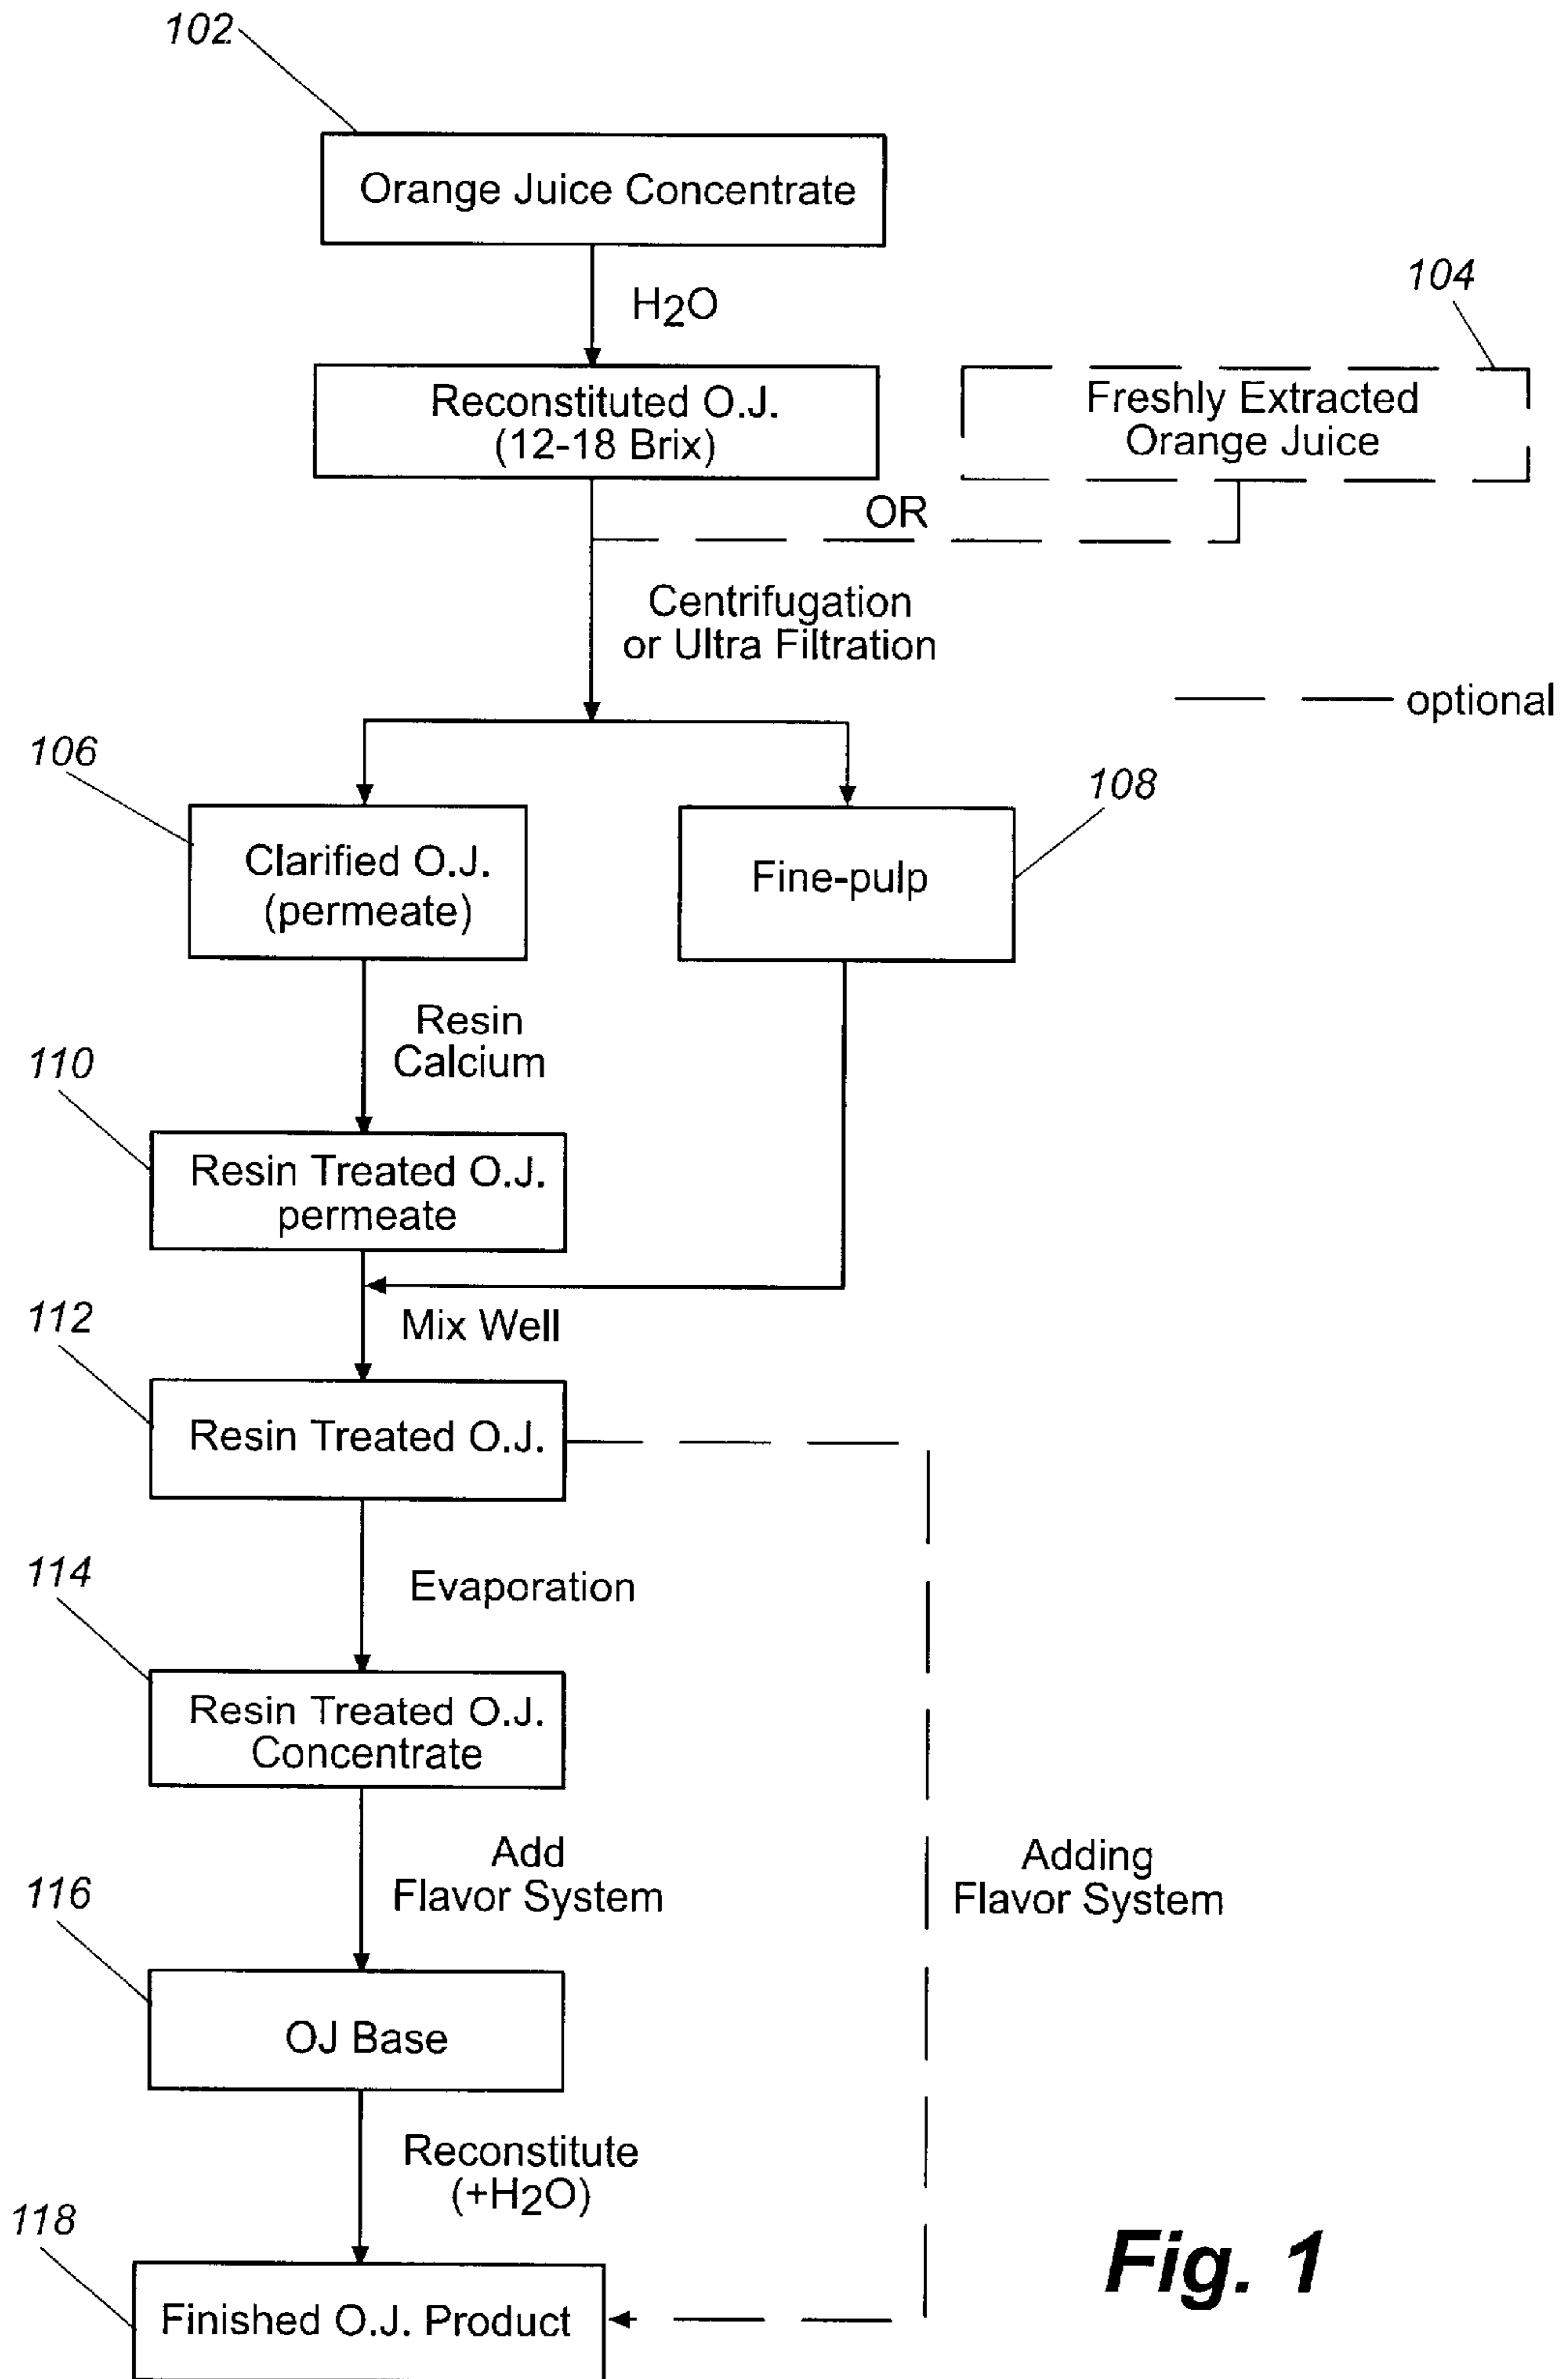 102
Orange Juice Concentrate
H2O
104
Reconstituted O.J.
(12-18 Brix)
Freshly Extracted
Orange Juice
OR
Centrifugation
or Ultra Filtration
optional
106
108
Clarified O.J.
(permeate)
Fine-pulp
Resin
Calcium
110
Resin Treated O.J.
permeate
Mix Well
112
Resin Treated O.J.
Evaporation
114
Resin Treated O.J.
Concentrate
Add
Flavor System
Adding
Flavor System
116
OJ Base
Reconstitute
(+H2O)
118
Finished O.J. Product
Fig. 1